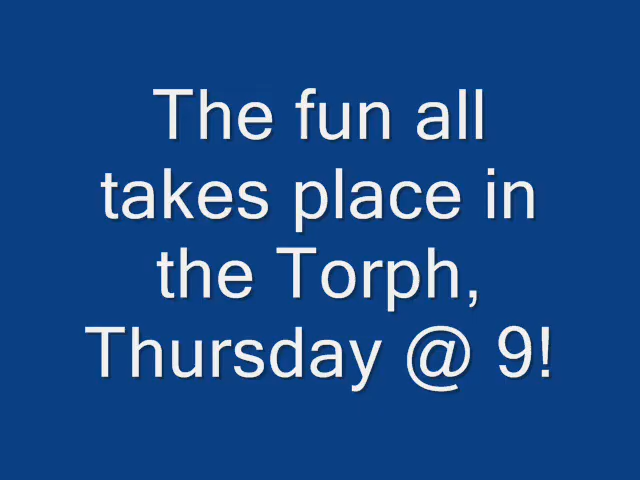 The fun all
takes place in
the Torph,
Thursday @ 9!